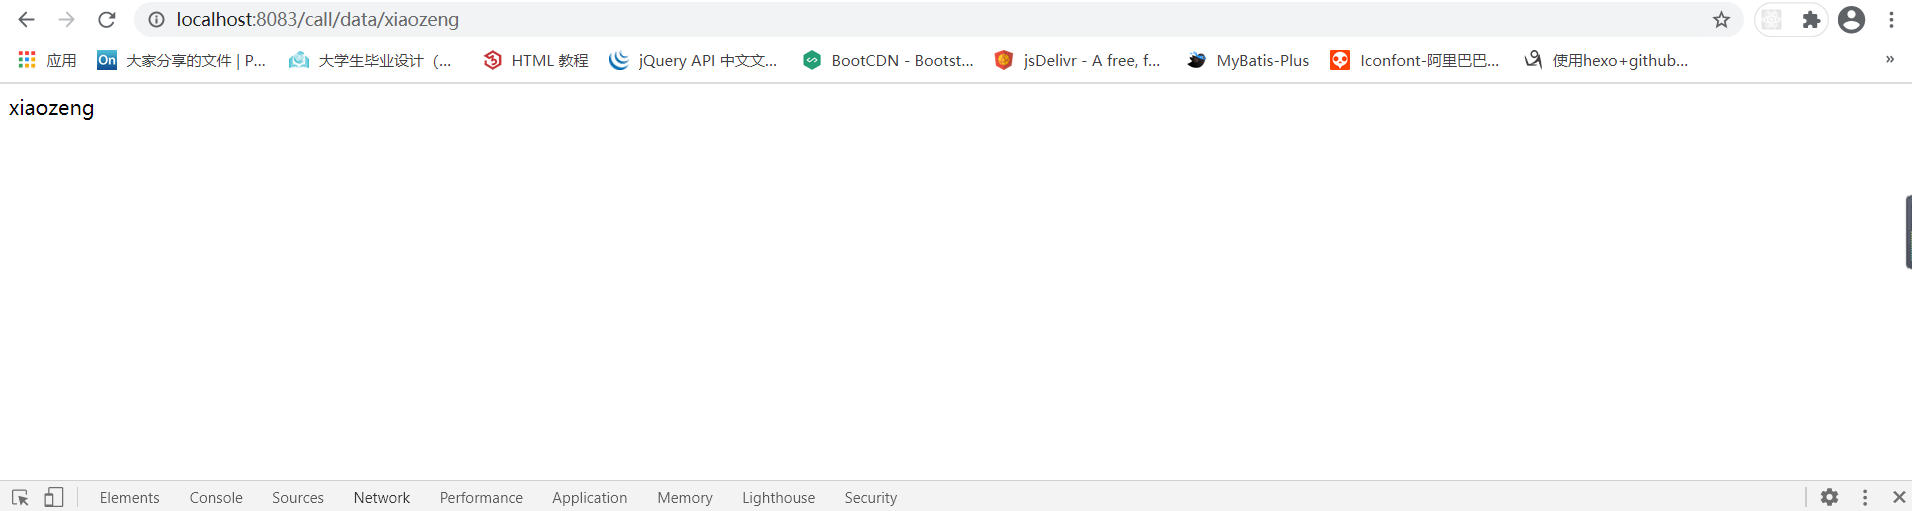 localhost:8083/call/data/xiaozeng
应用 大家分享的文件 | P... 大学生毕业设计（... HTML 教程 jQuery API 中文文... BootCDN - Bootst... jsDelivr - A free, f... MyBatis-Plus Iconfont-阿里巴巴... 使用hexo+github... »
xiaozeng
Elements Console Sources Network Performance Application Memory Lighthouse Security